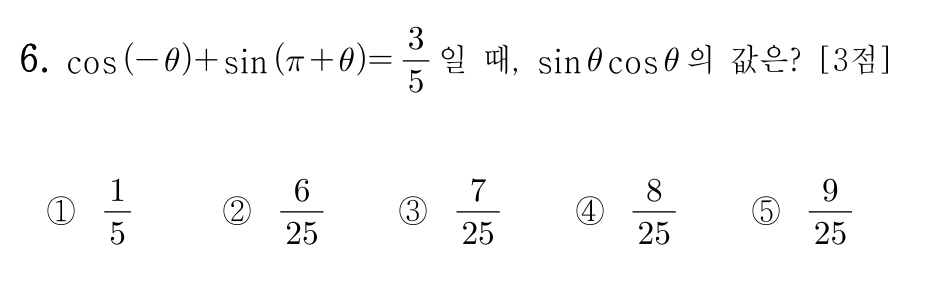 6. cos(−θ)+sin(π+θ)=3/5 일 때, sinθcosθ의 값은? [3점]
① 1/5 ② 6/25 ③ 7/25 ④ 8/25 ⑤ 9/25